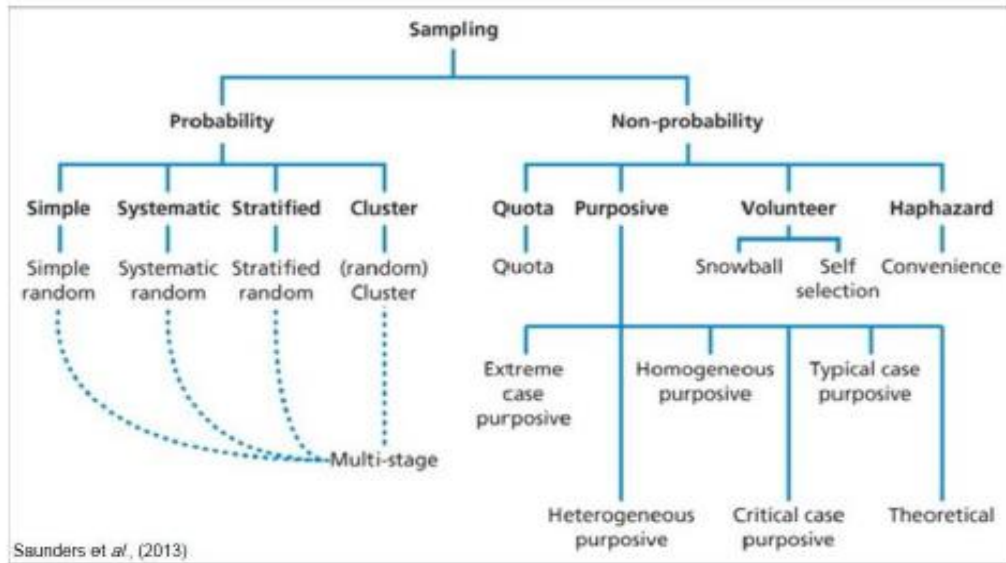 Sampling
Probability
Non-probability
Simple
Systematic
Stratified
Cluster
Quota
Purposive
Volunteer
Haphazard
Simple
random
Systematic
random
Stratified
random
(random)
Cluster
Quota
Snowball
Self
selection
Convenience
Extreme
case
purposive
Homogeneous
purposive
Typical case
purposive
Multi-stage
Heterogeneous
purposive
Critical case
purposive
Theoretical
Saunders et al., (2013)